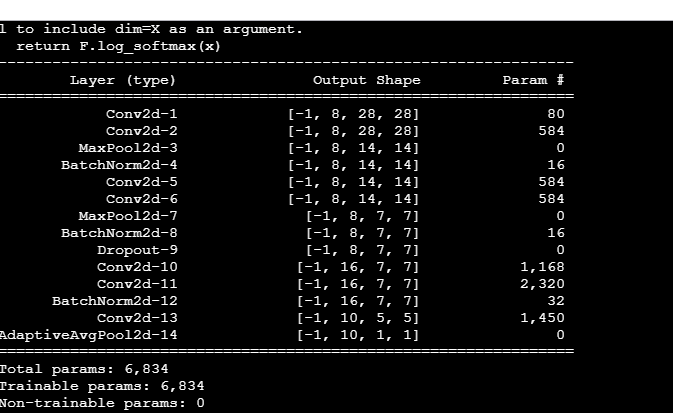 l to include dim=X as an argument.
return F.log_softmax(x)
----------------------------------------------------------------
Layer (type) Output Shape Param #
================================================================
Conv2d-1 [-1, 8, 28, 28] 80
Conv2d-2 [-1, 8, 28, 28] 584
MaxPool2d-3 [-1, 8, 14, 14] 0
BatchNorm2d-4 [-1, 8, 14, 14] 16
Conv2d-5 [-1, 8, 14, 14] 584
Conv2d-6 [-1, 8, 14, 14] 584
MaxPool2d-7 [-1, 8, 7, 7] 0
BatchNorm2d-8 [-1, 8, 7, 7] 16
Dropout-9 [-1, 8, 7, 7] 0
Conv2d-10 [-1, 16, 7, 7] 1,168
Conv2d-11 [-1, 16, 7, 7] 2,320
BatchNorm2d-12 [-1, 16, 7, 7] 32
Conv2d-13 [-1, 10, 5, 5] 1,450
AdaptiveAvgPool2d-14 [-1, 10, 1, 1] 0
================================================================
Total params: 6,834
Trainable params: 6,834
Non-trainable params: 0